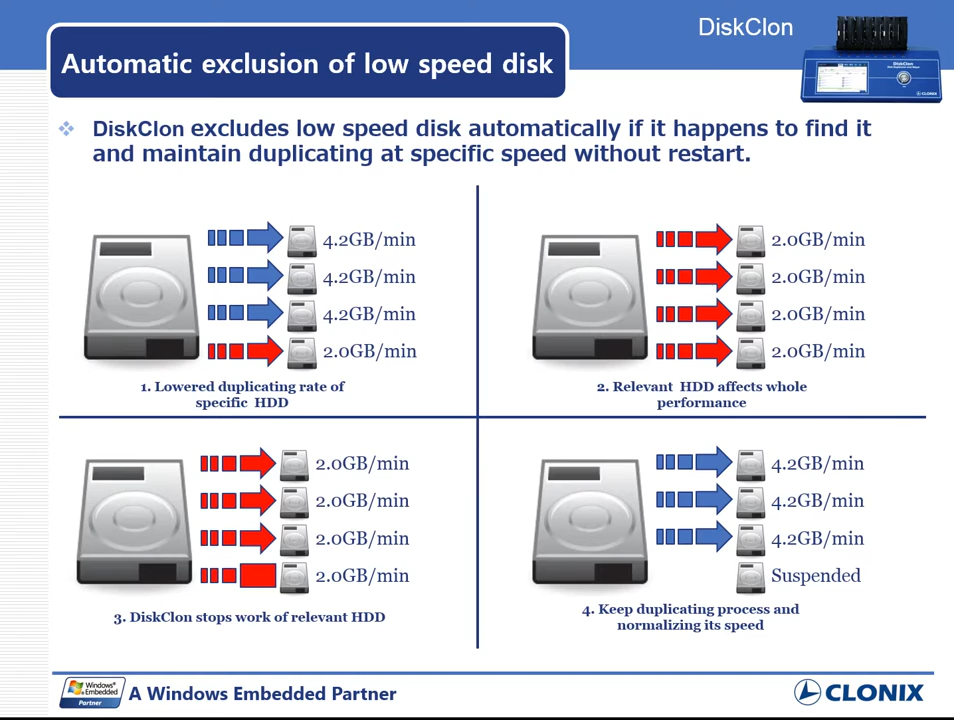 DiskClon
Automatic exclusion of low speed disk
DiskClon excludes low speed disk automatically if it happens to find it
and maintain duplicating at specific speed without restart.
4.2GB/min
4.2GB/min
4.2GB/min
2.0GB/min
1. Lowered duplicating rate of
specific HDD
2.0GB/min
2.0GB/min
2.0GB/min
2.0GB/min
2. Relevant HDD affects whole
performance
2.0GB/min
2.0GB/min
2.0GB/min
2.0GB/min
3. DiskClon stops work of relevant HDD
4.2GB/min
4.2GB/min
4.2GB/min
Suspended
4. Keep duplicating process and
normalizing its speed
Windows®
Embedded
Partner
A Windows Embedded Partner
CLONIX
DiskClon
CLONIX